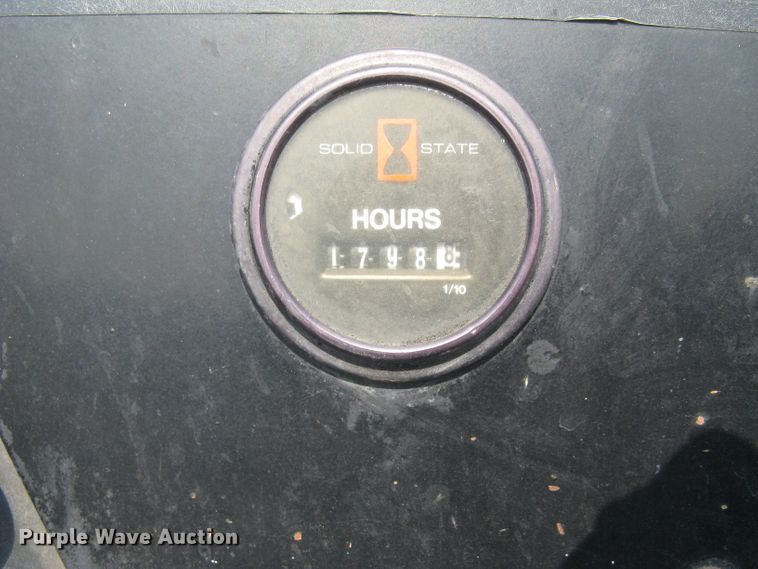 SOLID STATE
HOURS
1798
1/10
Purple Wave Auction